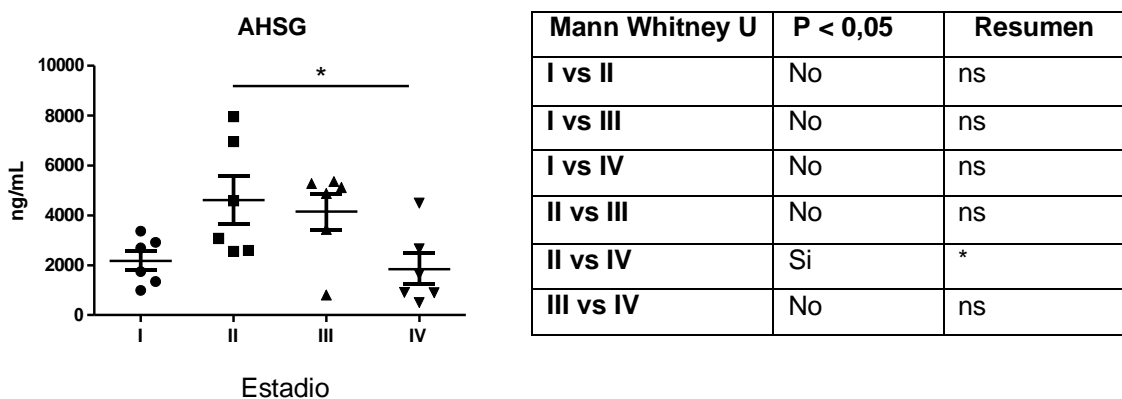 AHSG
*
10000
8000
6000
4000
2000
0
ng/mL
I II III IV
Estadio
Mann Whitney U P < 0,05 Resumen
I vs II No ns
I vs III No ns
I vs IV No ns
II vs III No ns
II vs IV Si *
III vs IV No ns